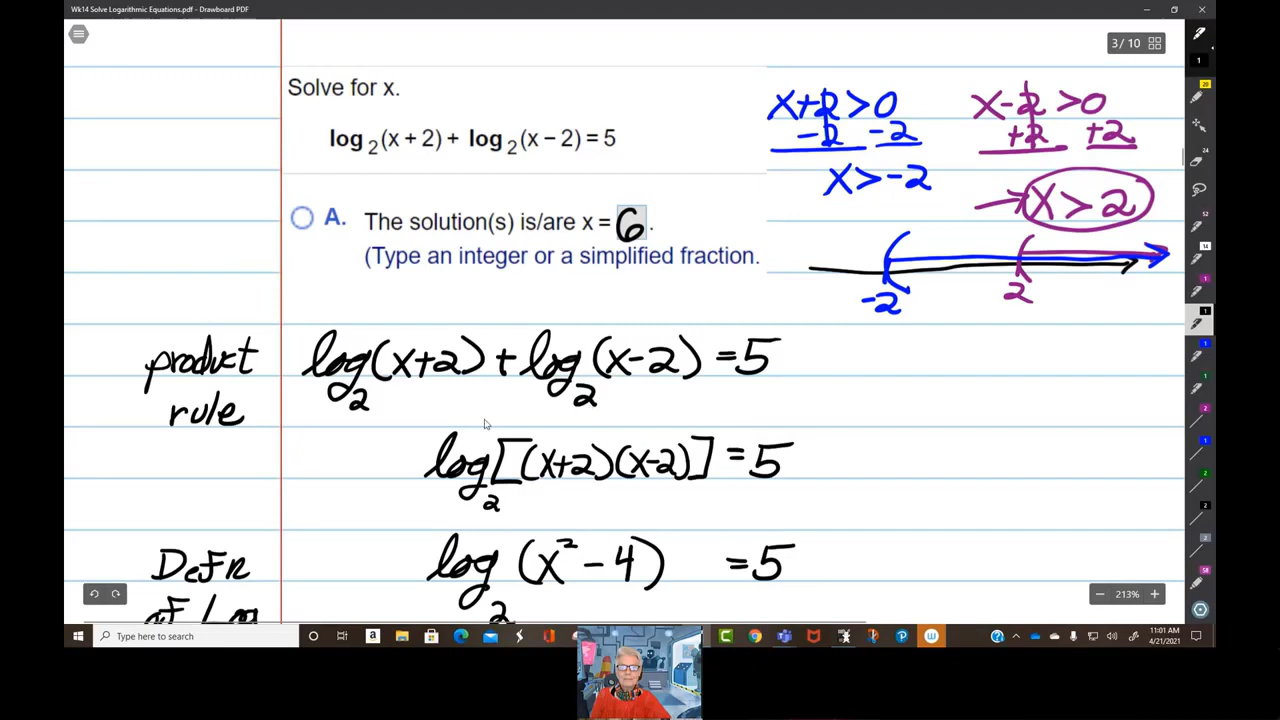 Wk14 Solve Logarithmic Equations.pdf - Drawboard PDF
3 / 10
Solve for x.
log 2 (x + 2) + log 2 (x − 2) = 5
A. The solution(s) is/are x = 6 .
(Type an integer or a simplified fraction.
x+2 >0
−2 −2
x > −2
x−2 >0
+2 +2
→ x > 2
-2 2
product
rule
log2(x+2) + log2(x−2) = 5
log2[(x+2)(x-2)] = 5
DeFn
of Log
log2(x²−4) = 5
213%
Type here to search
11:01 AM
4/21/2021